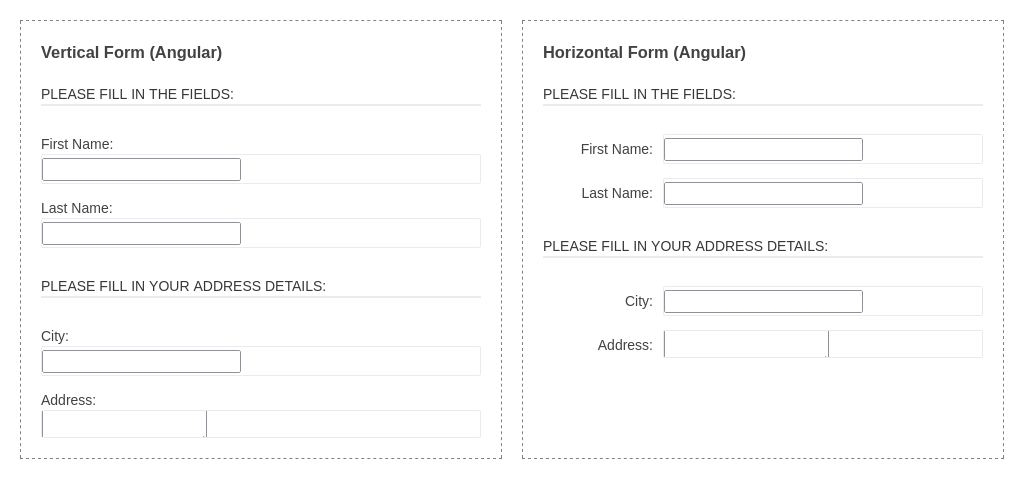 Vertical Form (Angular)
PLEASE FILL IN THE FIELDS:
First Name:
Last Name:
PLEASE FILL IN YOUR ADDRESS DETAILS:
City:
Address:
Horizontal Form (Angular)
PLEASE FILL IN THE FIELDS:
First Name:
Last Name:
PLEASE FILL IN YOUR ADDRESS DETAILS:
City:
Address: